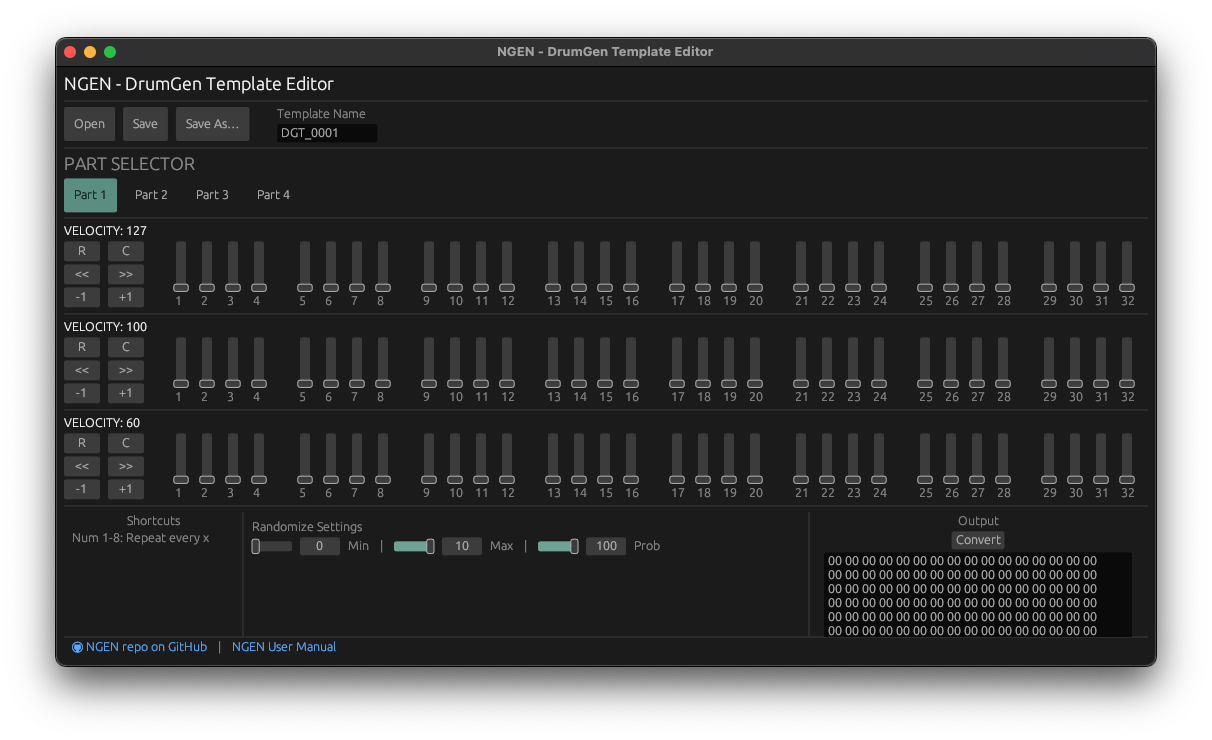 NGEN - DrumGen Template Editor
NGEN - DrumGen Template Editor
Open Save Save As... Template Name
DGT_0001
PART SELECTOR
Part 1 Part 2 Part 3 Part 4
VELOCITY: 127
R C
<< >>
-1 +1
1 2 3 4 5 6 7 8 9 10 11 12 13 14 15 16 17 18 19 20 21 22 23 24 25 26 27 28 29 30 31 32
VELOCITY: 100
R C
<< >>
-1 +1
1 2 3 4 5 6 7 8 9 10 11 12 13 14 15 16 17 18 19 20 21 22 23 24 25 26 27 28 29 30 31 32
VELOCITY: 60
R C
<< >>
-1 +1
1 2 3 4 5 6 7 8 9 10 11 12 13 14 15 16 17 18 19 20 21 22 23 24 25 26 27 28 29 30 31 32
Shortcuts
Num 1-8: Repeat every x
Randomize Settings
0 Min | 10 Max | 100 Prob
Output
Convert
00 00 00 00 00 00 00 00 00 00 00 00 00 00 00 00
00 00 00 00 00 00 00 00 00 00 00 00 00 00 00 00
00 00 00 00 00 00 00 00 00 00 00 00 00 00 00 00
00 00 00 00 00 00 00 00 00 00 00 00 00 00 00 00
00 00 00 00 00 00 00 00 00 00 00 00 00 00 00 00
00 00 00 00 00 00 00 00 00 00 00 00 00 00 00 00
NGEN repo on GitHub | NGEN User Manual